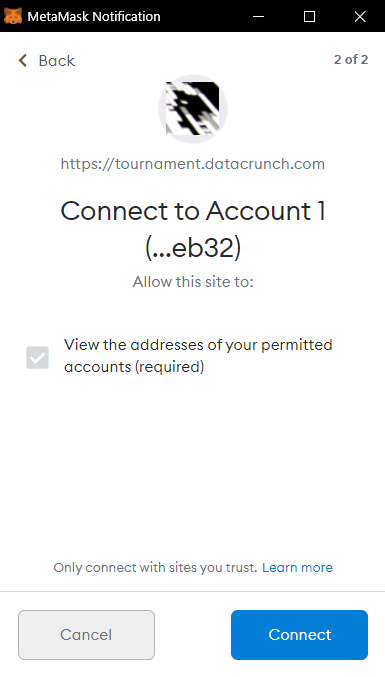 MetaMask Notification
Back
2 of 2
https://tournament.datacrunch.com
Connect to Account 1
(...eb32)
Allow this site to:
View the addresses of your permitted
accounts (required)
Only connect with sites you trust. Learn more
Cancel
Connect